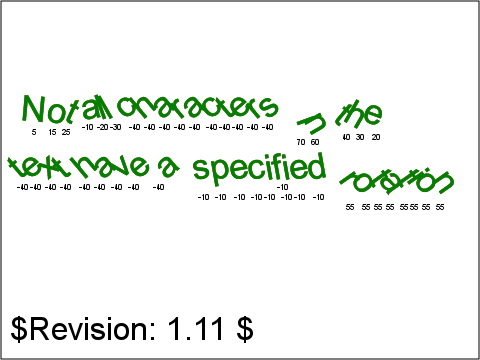 Not all characters in the
5 15 25 -10 -20 -30 -40 -40 -40 -40 -40 -40 -40 -40 -40 -40 70 60 40 30 20
text have a specified rotation
-40 -40 -40 -40 -40 -40 -40 -40 -40 -10 -10 -10 -10 -10 -10 -10 -10 -10 55 55 55 55 55 55 55 55
$Revision: 1.11 $